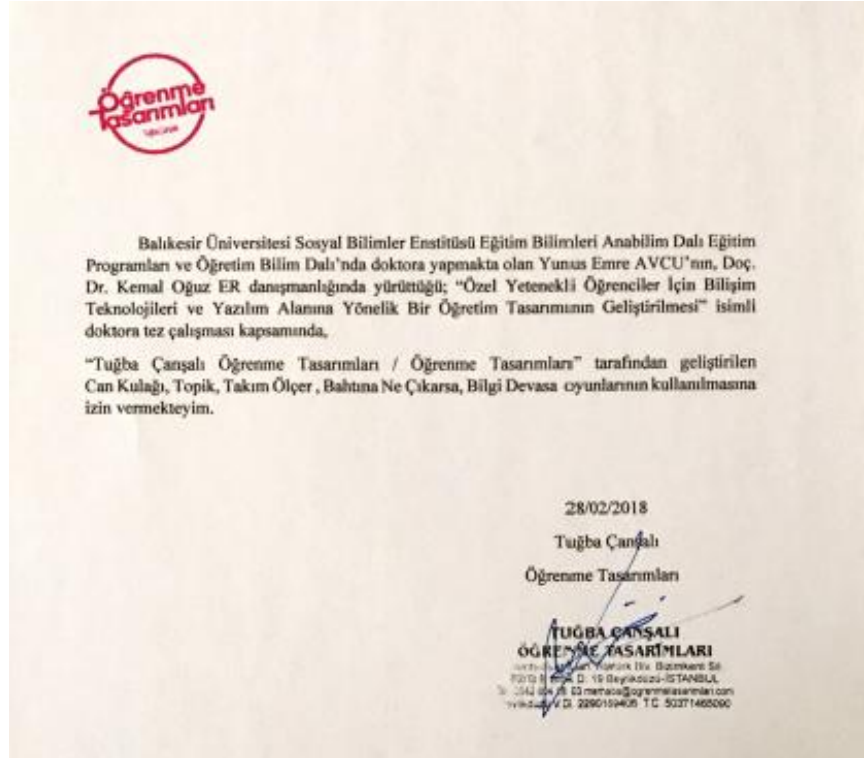 Öğrenme
Tasarımları
Balıkesir Üniversitesi Sosyal Bilimler Enstitüsü Eğitim Bilimleri Anabilim Dalı Eğitim
Programları ve Öğretim Bilim Dalı'nda doktora yapmakta olan Yunus Emre AVCU'nın, Doç.
Dr. Kemal Oğuz ER danışmanlığında yürüttüğü; “Özel Yetenekli Öğrenciler İçin Bilişim
Teknolojileri ve Yazılım Alanına Yönelik Bir Öğretim Tasarımının Geliştirilmesi” isimli
doktora tez çalışması kapsamında,
“Tuğba Çanşalı Öğrenme Tasarımları / Öğrenme Tasarımları” tarafından geliştirilen
Can Kulağı, Topik, Takım Ölçer , Bahtına Ne Çıkarsa, Bilgi Devasa oyunlarının kullanılmasına
izin vermekteyim.
28/02/2018
Tuğba Çanşalı
Öğrenme Tasarımları
TUĞBA ÇANŞALI
ÖĞRENME TASARIMLARI
Bizimkent Sit
D: 19 Beylikdüzü-İSTANBUL